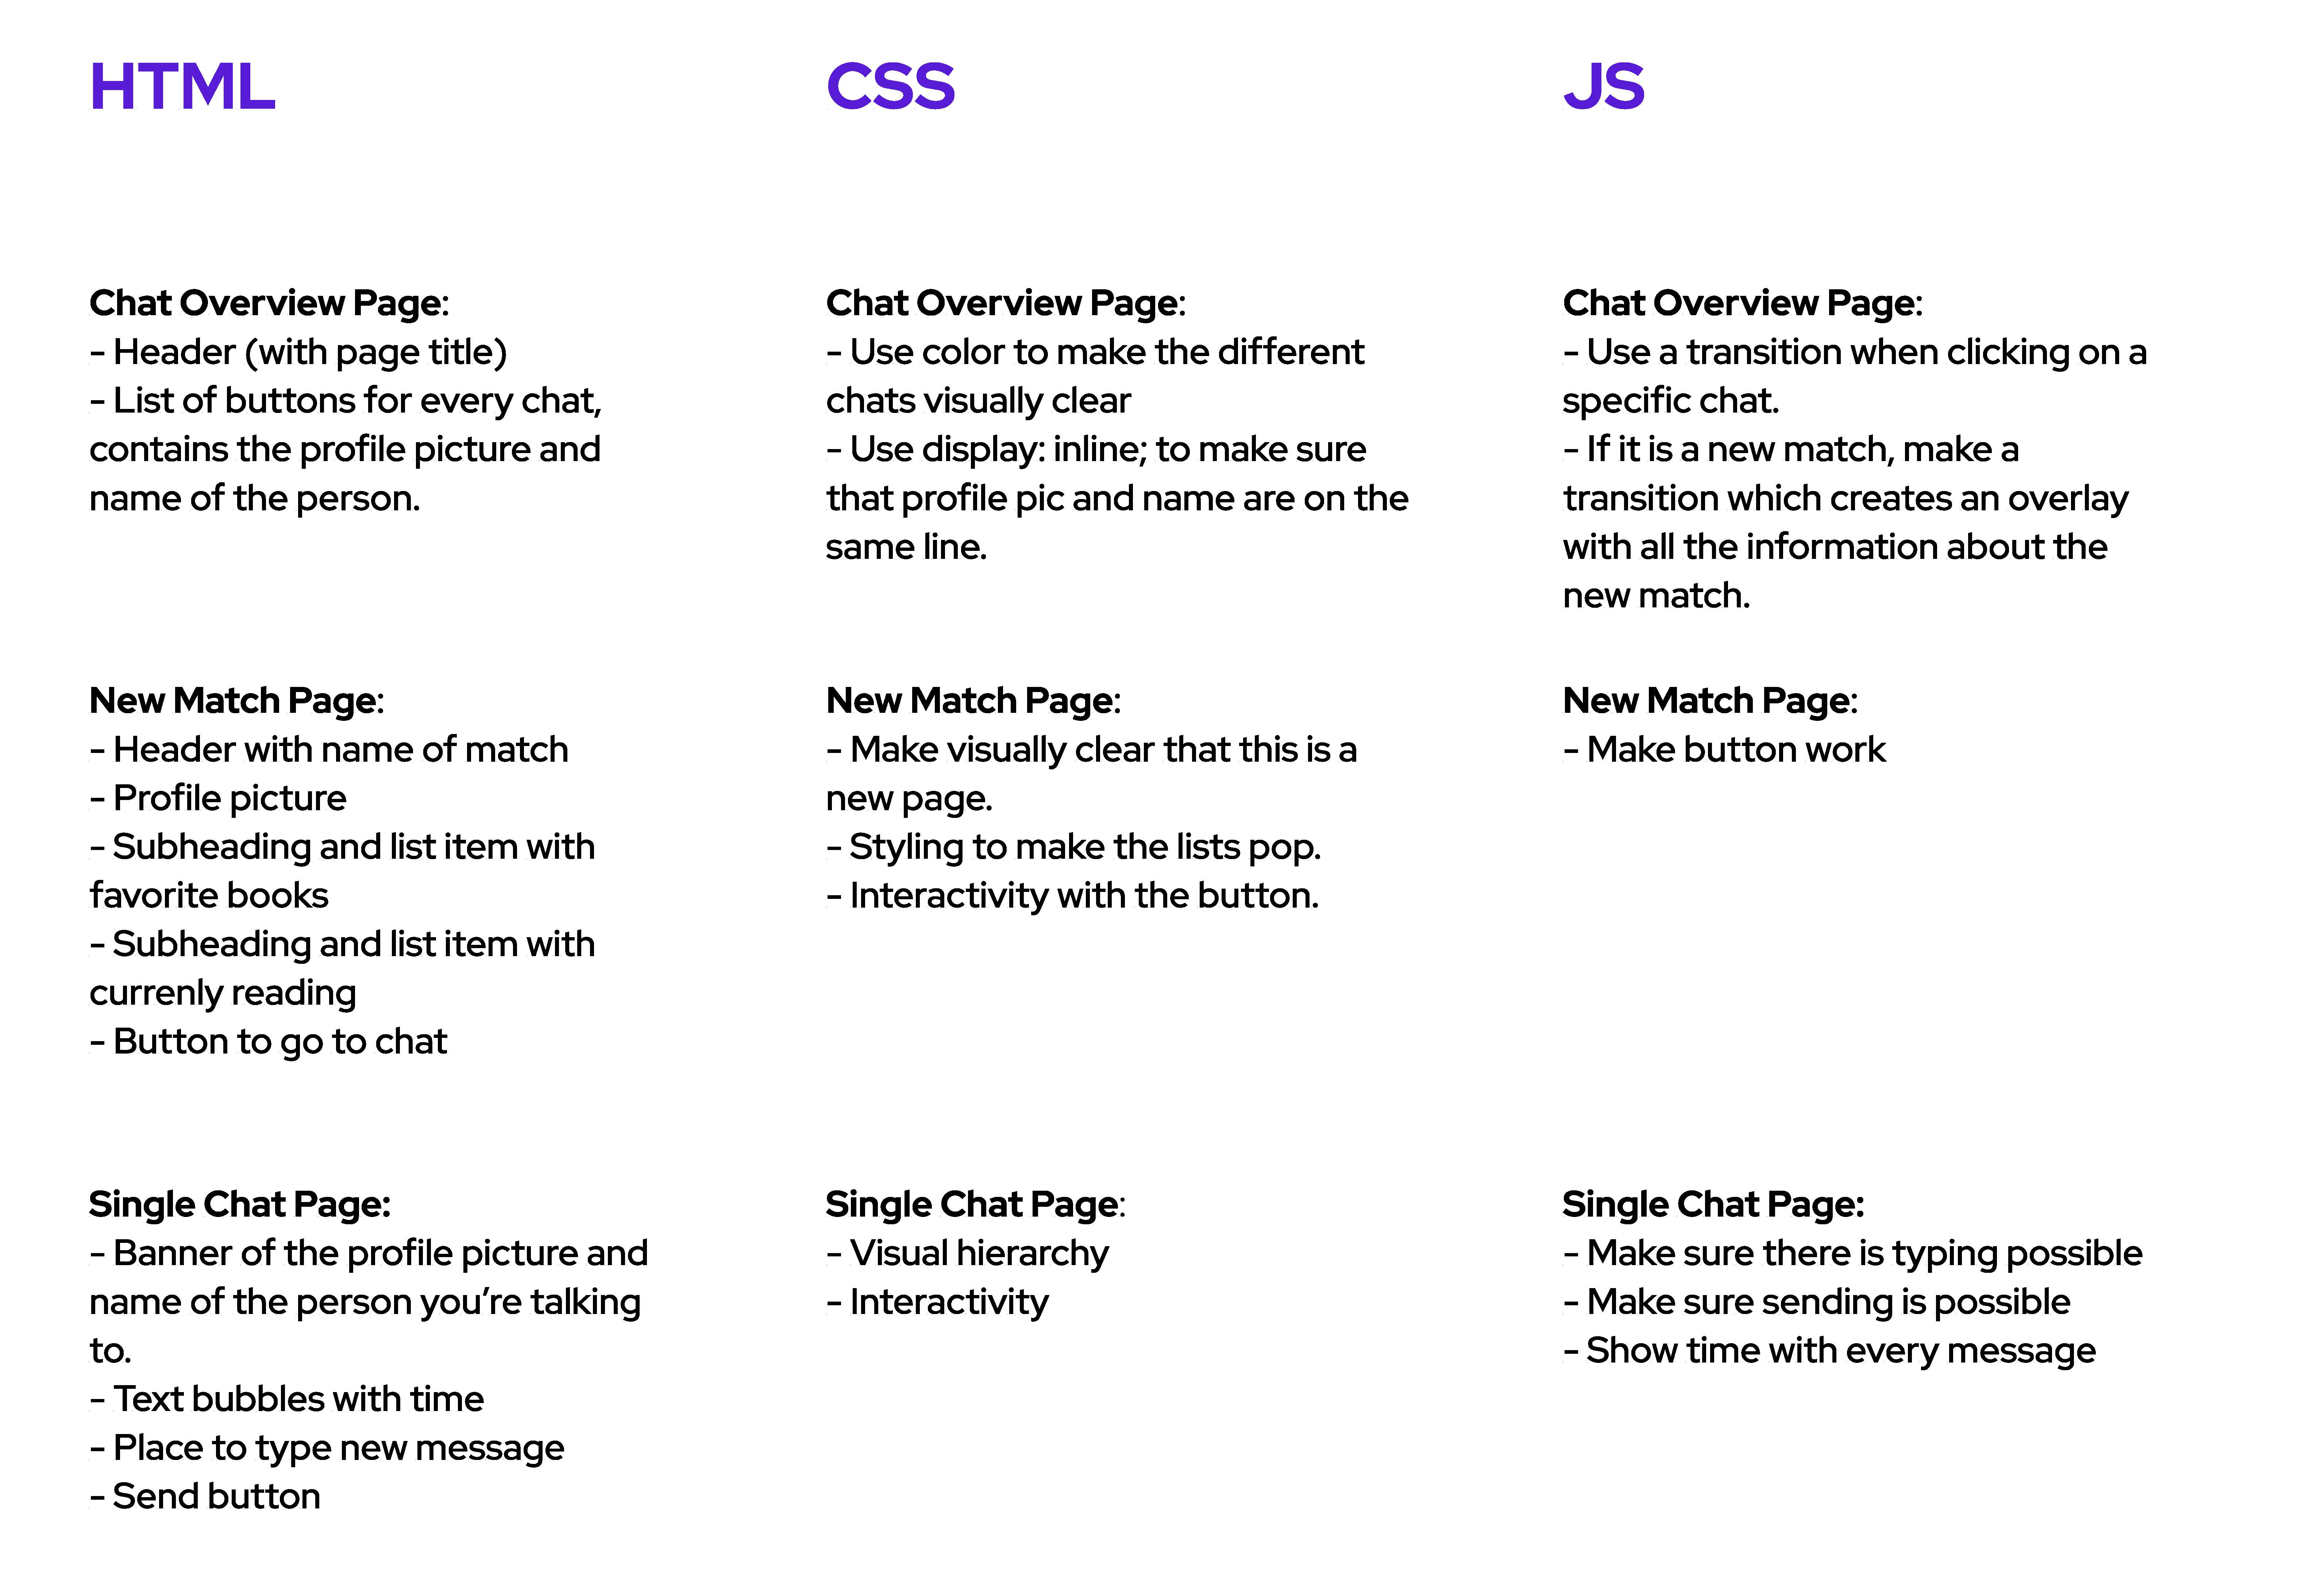 HTML
Chat Overview Page:
- Header (with page title)
- List of buttons for every chat,
contains the profile picture and
name of the person.
New Match Page:
- Header with name of match
- Profile picture
- Subheading and list item with
favorite books
- Subheading and list item with
currenly reading
- Button to go to chat
Single Chat Page:
- Banner of the profile picture and
name of the person you’re talking
to.
- Text bubbles with time
- Place to type new message
- Send button
CSS
Chat Overview Page:
- Use color to make the different
chats visually clear
- Use display: inline; to make sure
that profile pic and name are on the
same line.
New Match Page:
- Make visually clear that this is a
new page.
- Styling to make the lists pop.
- Interactivity with the button.
Single Chat Page:
- Visual hierarchy
- Interactivity
JS
Chat Overview Page:
- Use a transition when clicking on a
specific chat.
- If it is a new match, make a
transition which creates an overlay
with all the information about the
new match.
New Match Page:
- Make button work
Single Chat Page:
- Make sure there is typing possible
- Make sure sending is possible
- Show time with every message